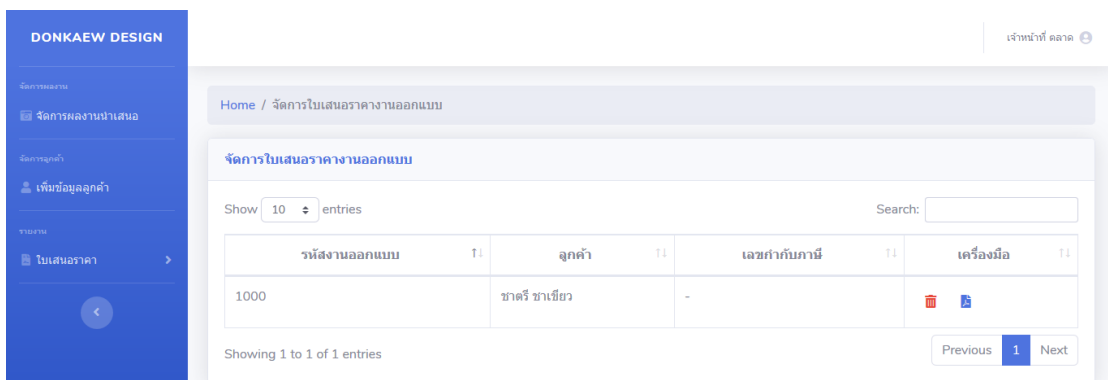 DONKAEW DESIGN
เจ้าหน้าที่ ตลาด
จัดการผลงาน
Home / จัดการใบเสนอราคางานออกแบบ
จัดการผลงานนำเสนอ
จัดการลูกค้า
จัดการใบเสนอราคางานออกแบบ
เพิ่มข้อมูลลูกค้า
Show 10 entries
Search:
รายงาน
ใบเสนอราคา
รหัสงานออกแบบ ลูกค้า เลขกำกับภาษี เครื่องมือ
1000 ชาตรี ชาเขียว -
Showing 1 to 1 of 1 entries
Previous 1 Next